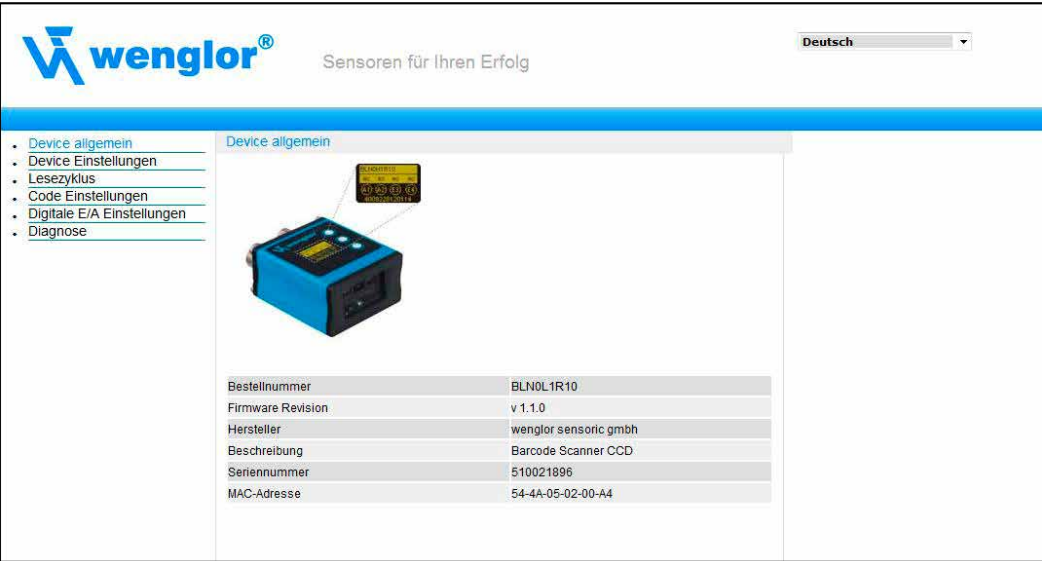 wenglor®
Sensoren für Ihren Erfolg
Deutsch
Device allgemein
Device Einstellungen
Lesezyklus
Code Einstellungen
Digitale E/A Einstellungen
Diagnose
Device allgemein
wenglor
Bestellnummer BLN0L1R10
Firmware Revision v 1.1.0
Hersteller wenglor sensoric gmbh
Beschreibung Barcode Scanner CCD
Seriennummer 510021896
MAC-Adresse 54-4A-05-02-00-A4